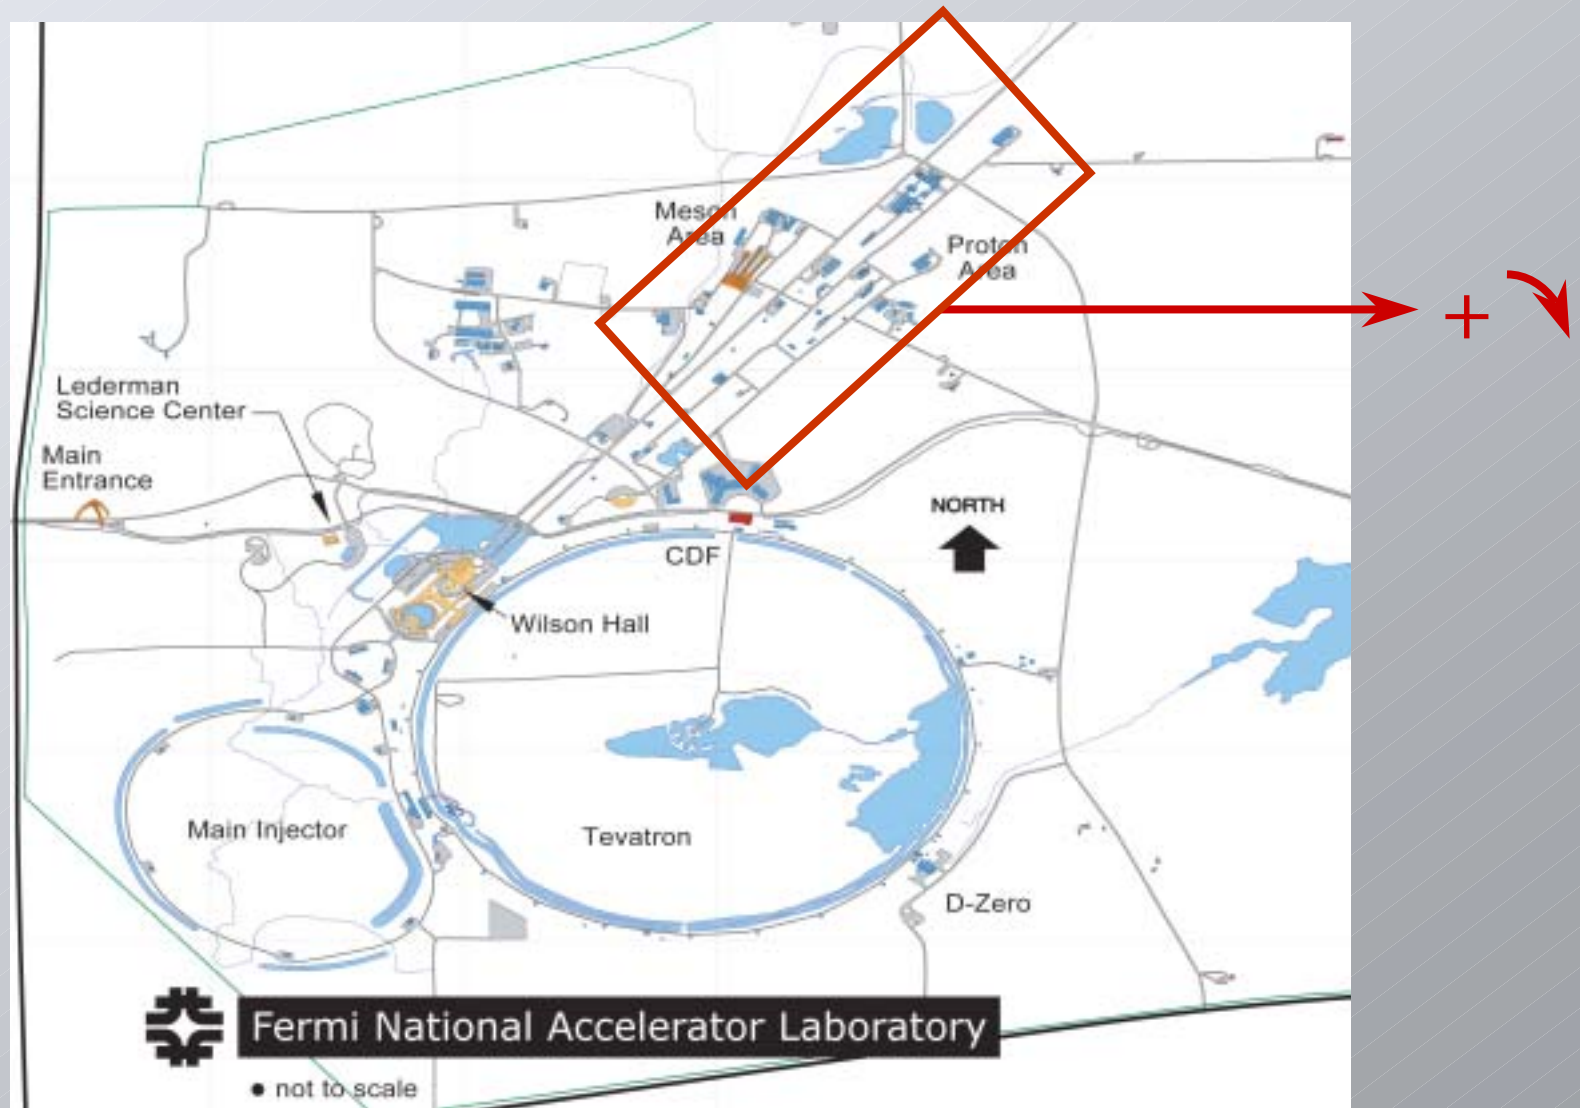 Meson
Area
Proton
Area
+
Lederman
Science Center
Main
Entrance
NORTH
CDF
Wilson Hall
Main Injector
Tevatron
D-Zero
Fermi National Accelerator Laboratory
● not to scale